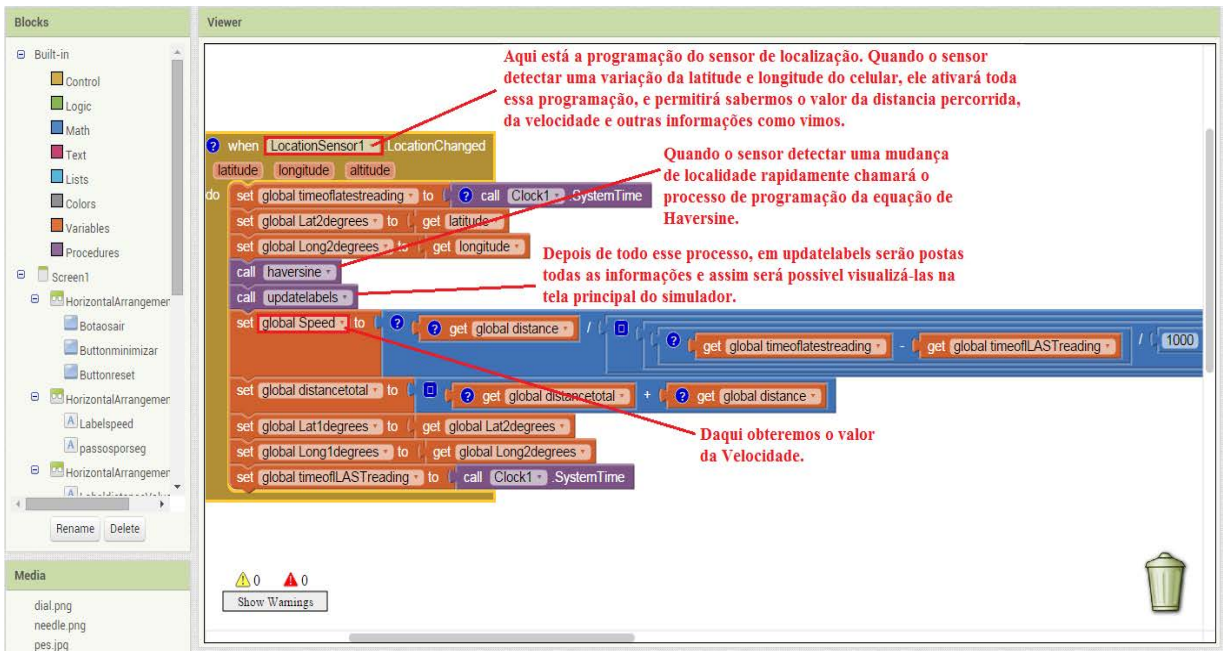 Blocks
Built-in
Control
Logic
Math
Text
Lists
Colors
Variables
Procedures
Screen1
HorizontalArrangemer
Botaosair
Buttonminimizar
Buttonreset
HorizontalArrangemer
A Labelspeed
A passosporseg
HorizontalArrangemer
Rename Delete
Media
dial.png
needle.png
pes.jpg
Viewer
Aqui está a programação do sensor de localização. Quando o sensor
detectar uma variação da latitude e longitude do celular, ele ativará toda
essa programação, e permitirá sabermos o valor da distancia percorrida,
da velocidade e outras informações como vimos.
Quando o sensor detectar uma mudança
de localidade rapidamente chamará o
processo de programação da equação de
Haversine.
Depois de todo esse processo, em updatelabels serão postas
todas as informações e assim será possivel visualizá-las na
tela principal do simulador.
Daqui obteremos o valor
da Velocidade.
? when LocationSensor1 .LocationChanged
latitude longitude altitude
do set global timeoflatestreading to ? call Clock1 .SystemTime
set global Lat2degrees to get latitude
set global Long2degrees to get longitude
call haversine
call updatelabels
set global Speed to ? ? get global distance / ? get global timeoflatestreading - get global timeoflLASTreading / 1000
set global distancetotal to ? get global distancetotal + ? get global distance
set global Lat1degrees to get global Lat2degrees
set global Long1degrees to get global Long2degrees
set global timeoflLASTreading to call Clock1 .SystemTime
0 0
Show Warnings